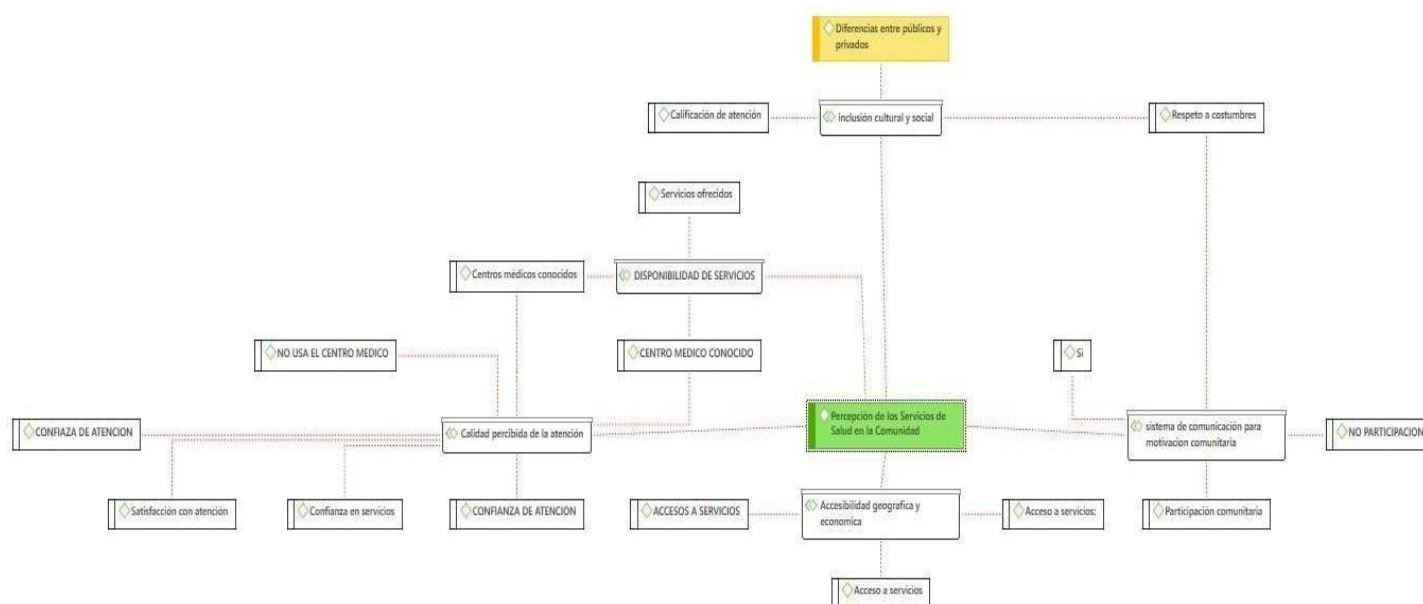 Diferencias entre públicos y
privados
Calificación de atención
inclusión cultural y social
Respeto a costumbres
Servicios ofrecidos
Centros médicos conocidos
DISPONIBILIDAD DE SERVICIOS
NO USA EL CENTRO MEDICO
CENTRO MEDICO CONOCIDO
Si
Percepción de los Servicios de
Salud en la Comunidad
CONFIAZA DE ATENCION
Calidad percibida de la atención
sistema de comunicación para
motivacion comunitaria
NO PARTICIPACION
Satisfacción con atención
Confianza en servicios
CONFIANZA DE ATENCION
ACCESOS A SERVICIOS
Accesibilidad geografica y
economica
Acceso a servicios:
Participación comunitaria
Acceso a servicios